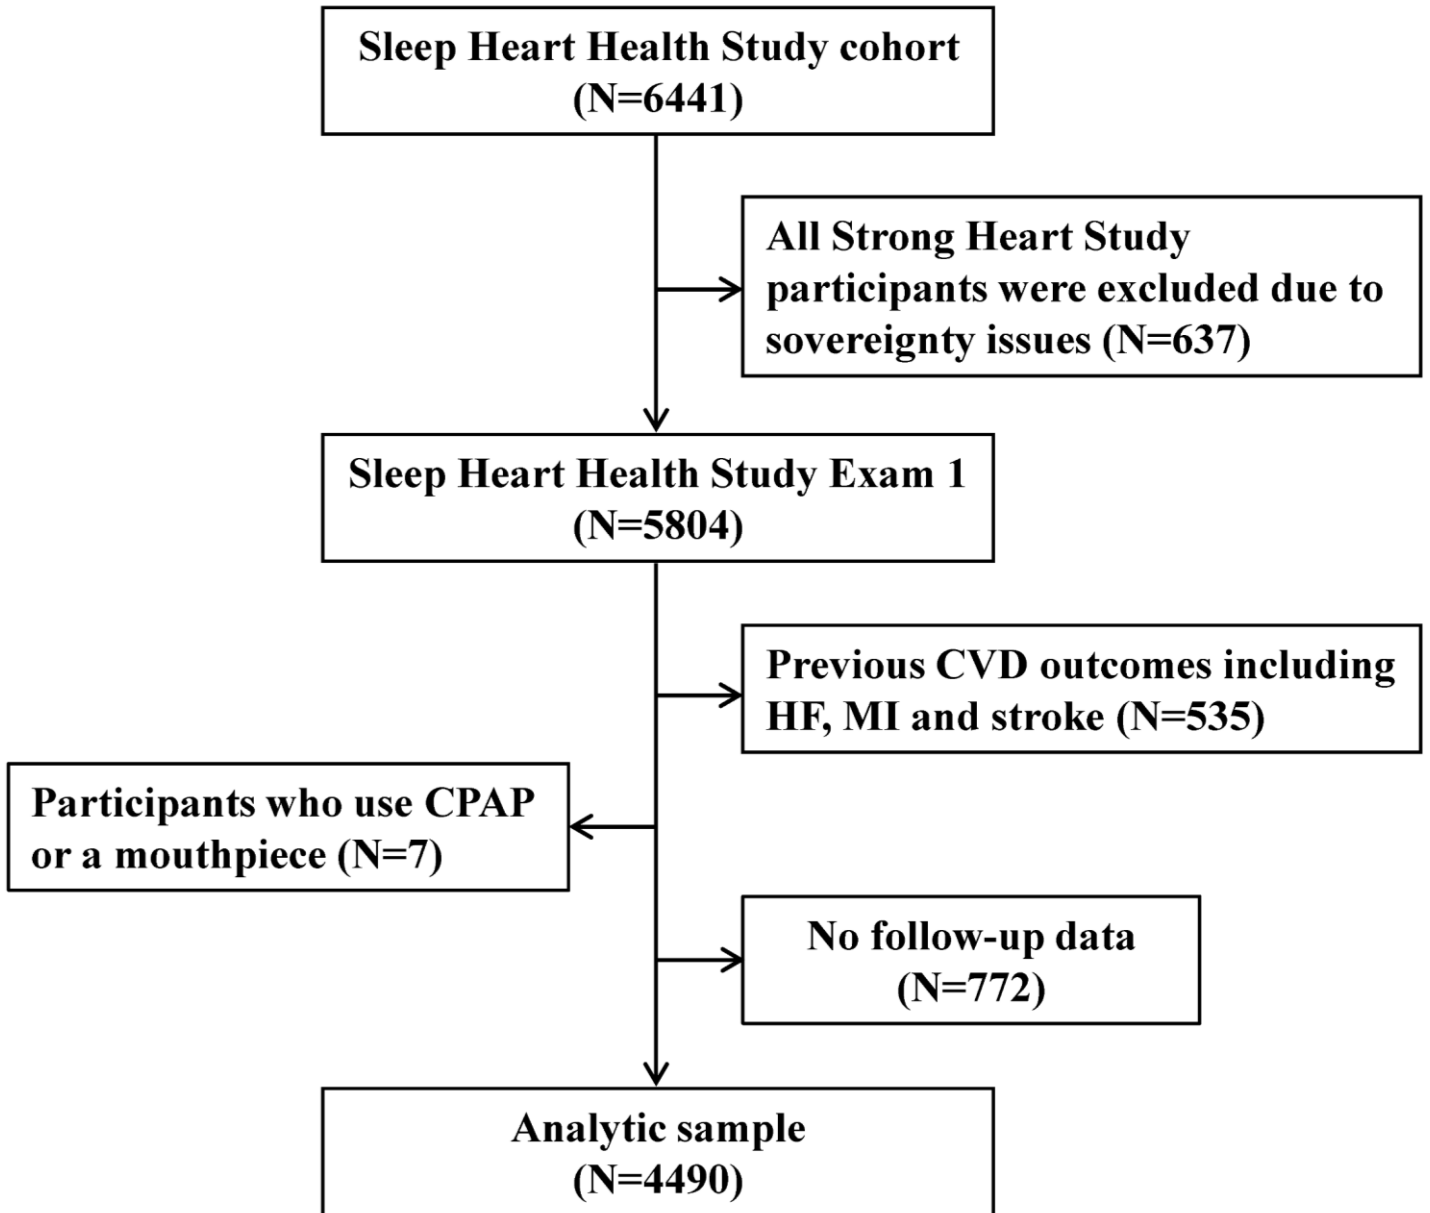 Sleep Heart Health Study cohort
(N=6441)
All Strong Heart Study
participants were excluded due to
sovereignty issues (N=637)
Sleep Heart Health Study Exam 1
(N=5804)
Previous CVD outcomes including
HF, MI and stroke (N=535)
Participants who use CPAP
or a mouthpiece (N=7)
No follow-up data
(N=772)
Analytic sample
(N=4490)